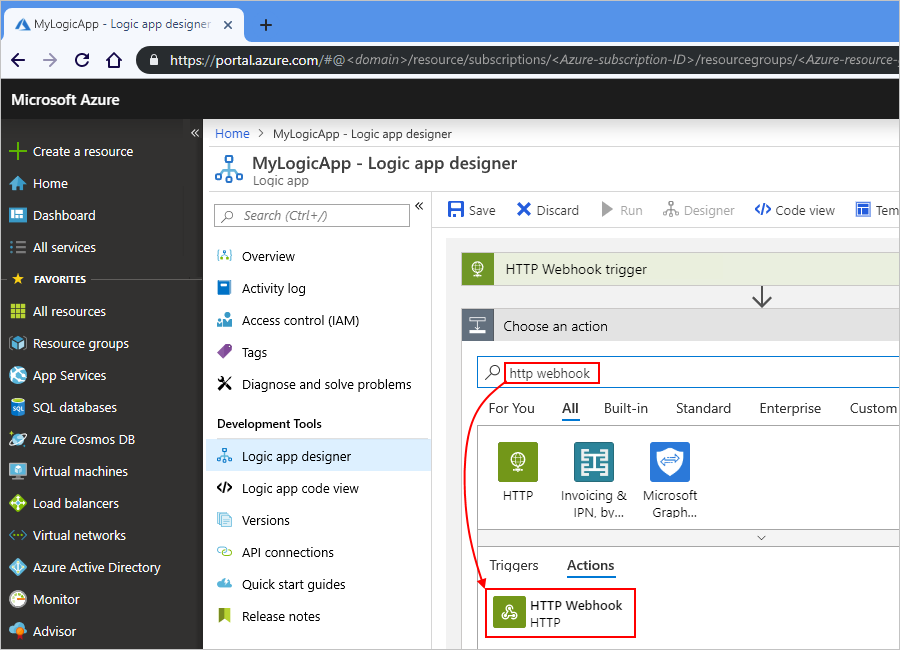 MyLogicApp - Logic app designer
https://portal.azure.com/#@<domain>/resource/subscriptions/<Azure-subscription-ID>/resourcegroups/<Azure-resource-
Microsoft Azure
Create a resource
Home
Dashboard
All services
FAVORITES
All resources
Resource groups
App Services
SQL databases
Azure Cosmos DB
Virtual machines
Load balancers
Virtual networks
Azure Active Directory
Monitor
Advisor
Home > MyLogicApp - Logic app designer
MyLogicApp - Logic app designer
Logic app
Search (Ctrl+/)
Overview
Activity log
Access control (IAM)
Tags
Diagnose and solve problems
Development Tools
Logic app designer
Logic app code view
Versions
API connections
Quick start guides
Release notes
Save Discard Run Designer Code view Tem
HTTP Webhook trigger
Choose an action
http webhook
For You All Built-in Standard Enterprise Custom
HTTP
Invoicing &
IPN, by...
Microsoft
Graph...
Triggers Actions
HTTP Webhook
HTTP